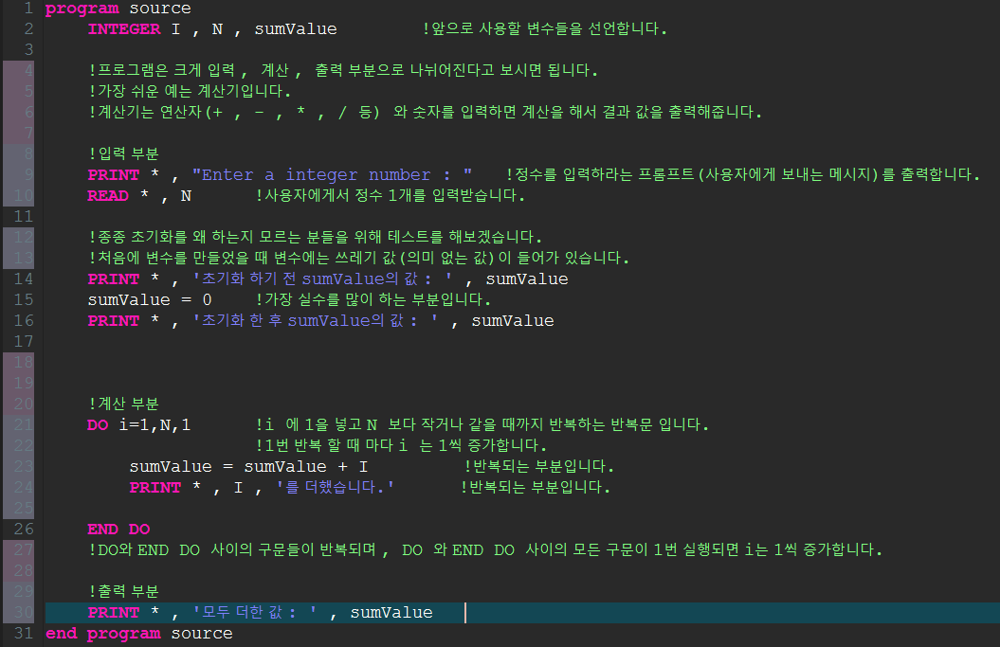 1 program source
2 INTEGER I , N , sumValue !앞으로 사용할 변수들을 선언합니다.
3
4 !프로그램은 크게 입력 , 계산 , 출력 부분으로 나뉘어진다고 보시면 됩니다.
5 !가장 쉬운 예는 계산기입니다.
6 !계산기는 연산자(+ , - , * , / 등) 와 숫자를 입력하면 계산을 해서 결과 값을 출력해줍니다.
7
8 !입력 부분
9 PRINT * , "Enter a integer number : " !정수를 입력하라는 프롬프트(사용자에게 보내는 메시지)를 출력합니다.
10 READ * , N !사용자에게서 정수 1개를 입력받습니다.
11
12 !종종 초기화를 왜 하는지 모르는 분들을 위해 테스트를 해보겠습니다.
13 !처음에 변수를 만들었을 때 변수에는 쓰레기 값(의미 없는 값)이 들어가 있습니다.
14 PRINT * , '초기화 하기 전 sumValue의 값 : ' , sumValue
15 sumValue = 0 !가장 실수를 많이 하는 부분입니다.
16 PRINT * , '초기화 한 후 sumValue의 값 : ' , sumValue
17
18
19
20 !계산 부분
21 DO i=1,N,1 !i 에 1을 넣고 N 보다 작거나 같을 때까지 반복하는 반복문 입니다.
22 !1번 반복 할 때 마다 i 는 1씩 증가합니다.
23 sumValue = sumValue + I !반복되는 부분입니다.
24 PRINT * , I , '를 더했습니다.' !반복되는 부분입니다.
25
26 END DO
27 !DO와 END DO 사이의 구문들이 반복되며 , DO 와 END DO 사이의 모든 구문이 1번 실행되면 i는 1씩 증가합니다.
28
29 !출력 부분
30 PRINT * , '모두 더한 값 : ' , sumValue
31 end program source